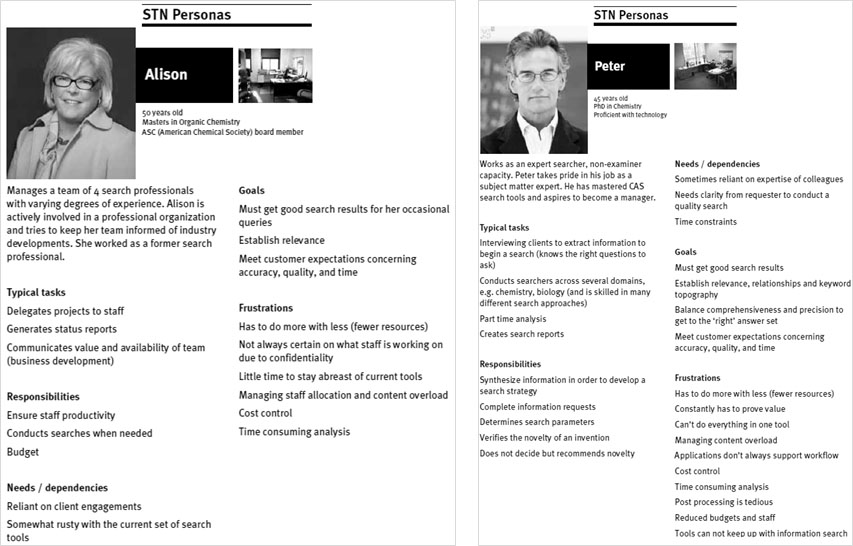 STN Personas
Alison
50 years old
Masters in Organic Chemistry
ASC (American Chemical Society) board member
Manages a team of 4 search professionals
with varying degrees of experience. Alison is
actively involved in a professional organization
and tries to keep her team informed of industry
developments. She worked as a former search
professional.
Typical tasks
Delegates projects to staff
Generates status reports
Communicates value and availability of team
(business development)
Responsibilities
Ensure staff productivity
Conducts searches when needed
Budget
Needs / dependencies
Reliant on client engagements
Somewhat rusty with the current set of search
tools
Goals
Must get good search results for her occasional
queries
Establish relevance
Meet customer expectations concerning
accuracy, quality, and time
Frustrations
Has to do more with less (fewer resources)
Not always certain on what staff is working on
due to confidentiality
Little time to stay abreast of current tools
Managing staff allocation and content overload
Cost control
Time consuming analysis
STN Personas
Peter
45 years old
PhD in Chemistry
Proficient with technology
Works as an expert searcher, non-examiner
capacity. Peter takes pride in his job as a
subject matter expert. He has mastered CAS
search tools and aspires to become a manager.
Typical tasks
Interviewing clients to extract information to
begin a search (knows the right questions to
ask)
Conducts searchers across several domains,
e.g. chemistry, biology (and is skilled in many
different search approaches)
Part time analysis
Creates search reports
Responsibilities
Synthesize information in order to develop a
search strategy
Complete information requests
Determines search parameters
Verifies the novelty of an invention
Does not decide but recommends novelty
Needs / dependencies
Sometimes reliant on expertise of colleagues
Needs clarity from requester to conduct a
quality search
Time constraints
Goals
Must get good search results
Establish relevance, relationships and keyword
topography
Balance comprehensiveness and precision to
get to the 'right' answer set
Meet customer expectations concerning
accuracy, quality, and time
Frustrations
Has to do more with less (fewer resources)
Constantly has to prove value
Can't do everything in one tool
Managing content overload
Applications don't always support workflow
Cost control
Time consuming analysis
Post processing is tedious
Reduced budgets and staff
Tools can not keep up with information search